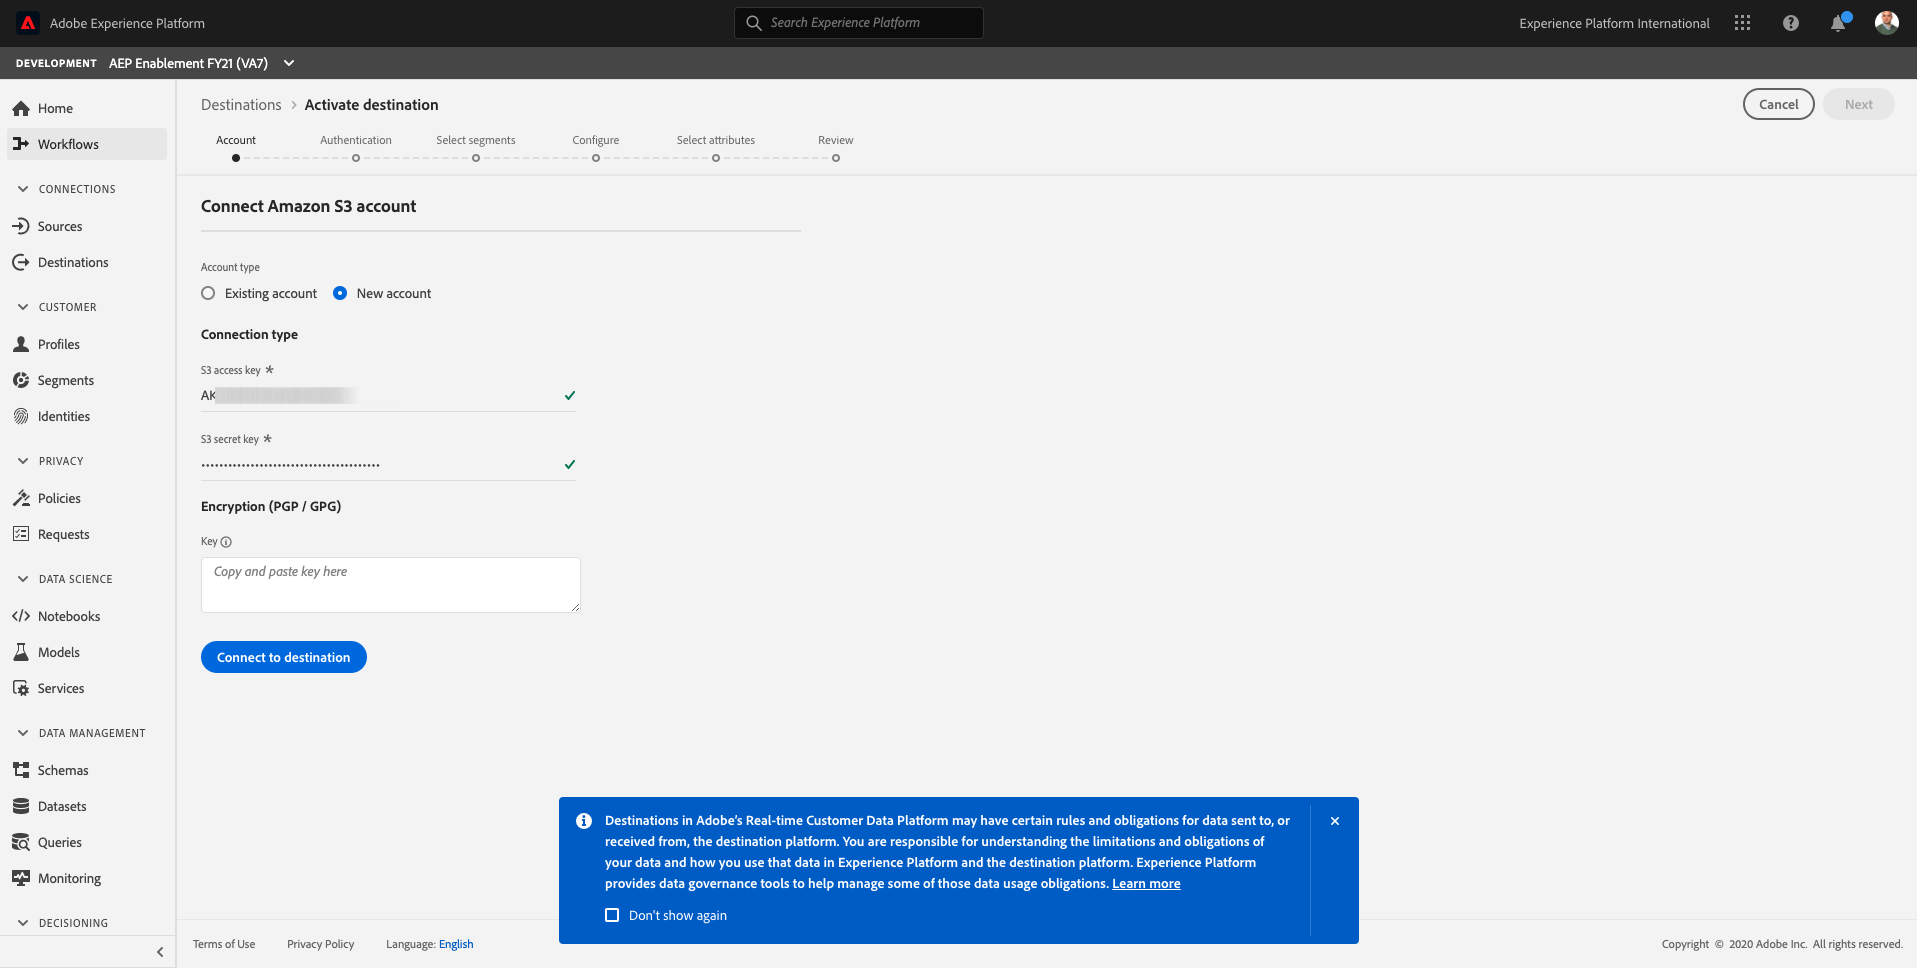 Adobe Experience Platform
Search Experience Platform
Experience Platform International
DEVELOPMENT AEP Enablement FY21 (VA7)
Home
Workflows
CONNECTIONS
Sources
Destinations
CUSTOMER
Profiles
Segments
Identities
PRIVACY
Policies
Requests
DATA SCIENCE
Notebooks
Models
Services
DATA MANAGEMENT
Schemas
Datasets
Queries
Monitoring
DECISIONING
Destinations > Activate destination
Cancel
Next
Account
Authentication
Select segments
Configure
Select attributes
Review
Connect Amazon S3 account
Account type
Existing account
New account
Connection type
S3 access key *
AK
S3 secret key *
Encryption (PGP / GPG)
Key
Copy and paste key here
Connect to destination
Destinations in Adobe's Real-time Customer Data Platform may have certain rules and obligations for data sent to, or
received from, the destination platform. You are responsible for understanding the limitations and obligations of
your data and how you use that data in Experience Platform and the destination platform. Experience Platform
provides data governance tools to help manage some of those data usage obligations. Learn more
Don't show again
Terms of Use
Privacy Policy
Language: English
Copyright © 2020 Adobe Inc. All rights reserved.